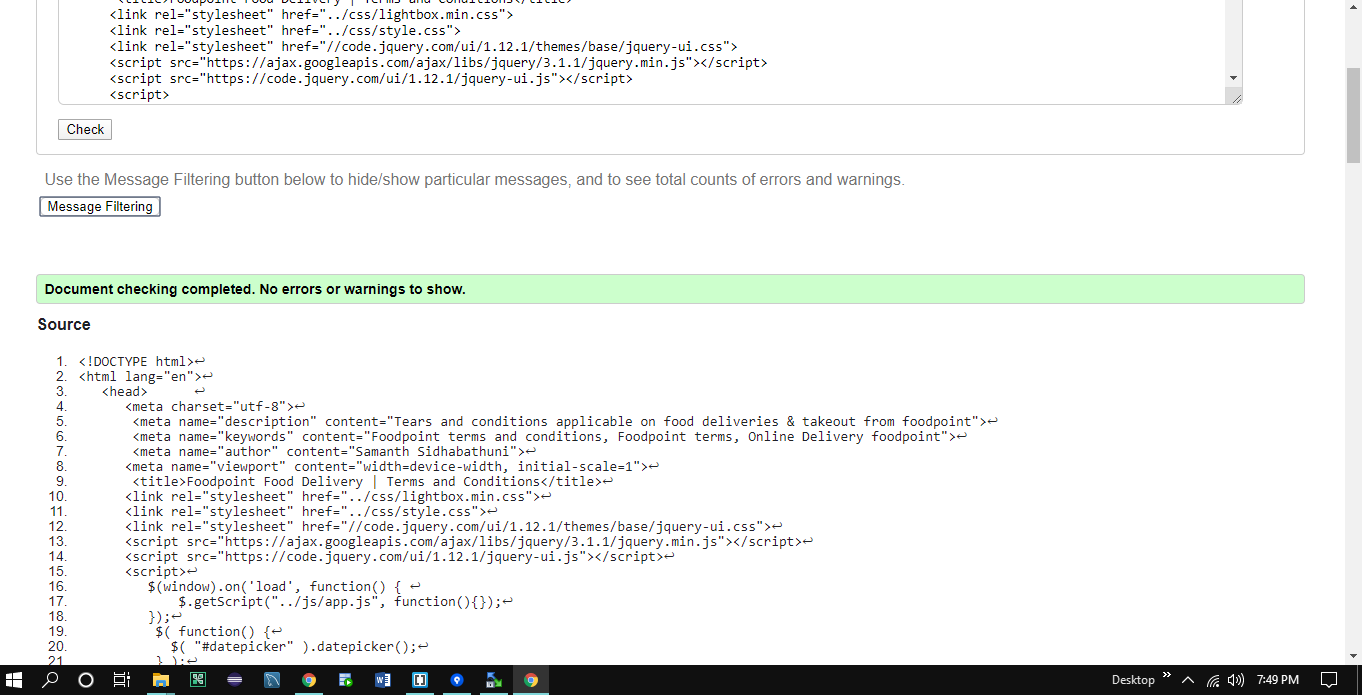 <title>Foodpoint Food Delivery | Terms and Conditions</title>
<link rel="stylesheet" href="../css/lightbox.min.css">
<link rel="stylesheet" href="../css/style.css">
<link rel="stylesheet" href="//code.jquery.com/ui/1.12.1/themes/base/jquery-ui.css">
<script src="https://ajax.googleapis.com/ajax/libs/jquery/3.1.1/jquery.min.js"></script>
<script src="https://code.jquery.com/ui/1.12.1/jquery-ui.js"></script>
<script>
Check
Use the Message Filtering button below to hide/show particular messages, and to see total counts of errors and warnings.
Message Filtering
Document checking completed. No errors or warnings to show.
Source
1. <!DOCTYPE html>↩
2. <html lang="en">↩
3. <head> ↩
4. <meta charset="utf-8">↩
5. <meta name="description" content="Tears and conditions applicable on food deliveries & takeout from foodpoint">↩
6. <meta name="keywords" content="Foodpoint terms and conditions, Foodpoint terms, Online Delivery foodpoint">↩
7. <meta name="author" content="Samanth Sidhabathuni">↩
8. <meta name="viewport" content="width=device-width, initial-scale=1">↩
9. <title>Foodpoint Food Delivery | Terms and Conditions</title>↩
10. <link rel="stylesheet" href="../css/lightbox.min.css">↩
11. <link rel="stylesheet" href="../css/style.css">↩
12. <link rel="stylesheet" href="//code.jquery.com/ui/1.12.1/themes/base/jquery-ui.css">↩
13. <script src="https://ajax.googleapis.com/ajax/libs/jquery/3.1.1/jquery.min.js"></script>↩
14. <script src="https://code.jquery.com/ui/1.12.1/jquery-ui.js"></script>↩
15. <script>↩
16. $(window).on('load', function() { ↩
17. $.getScript("../js/app.js", function(){});↩
18. });↩
19. $( function() {↩
20. $( "#datepicker" ).datepicker();↩
21. } );↩
Desktop » 7:49 PM